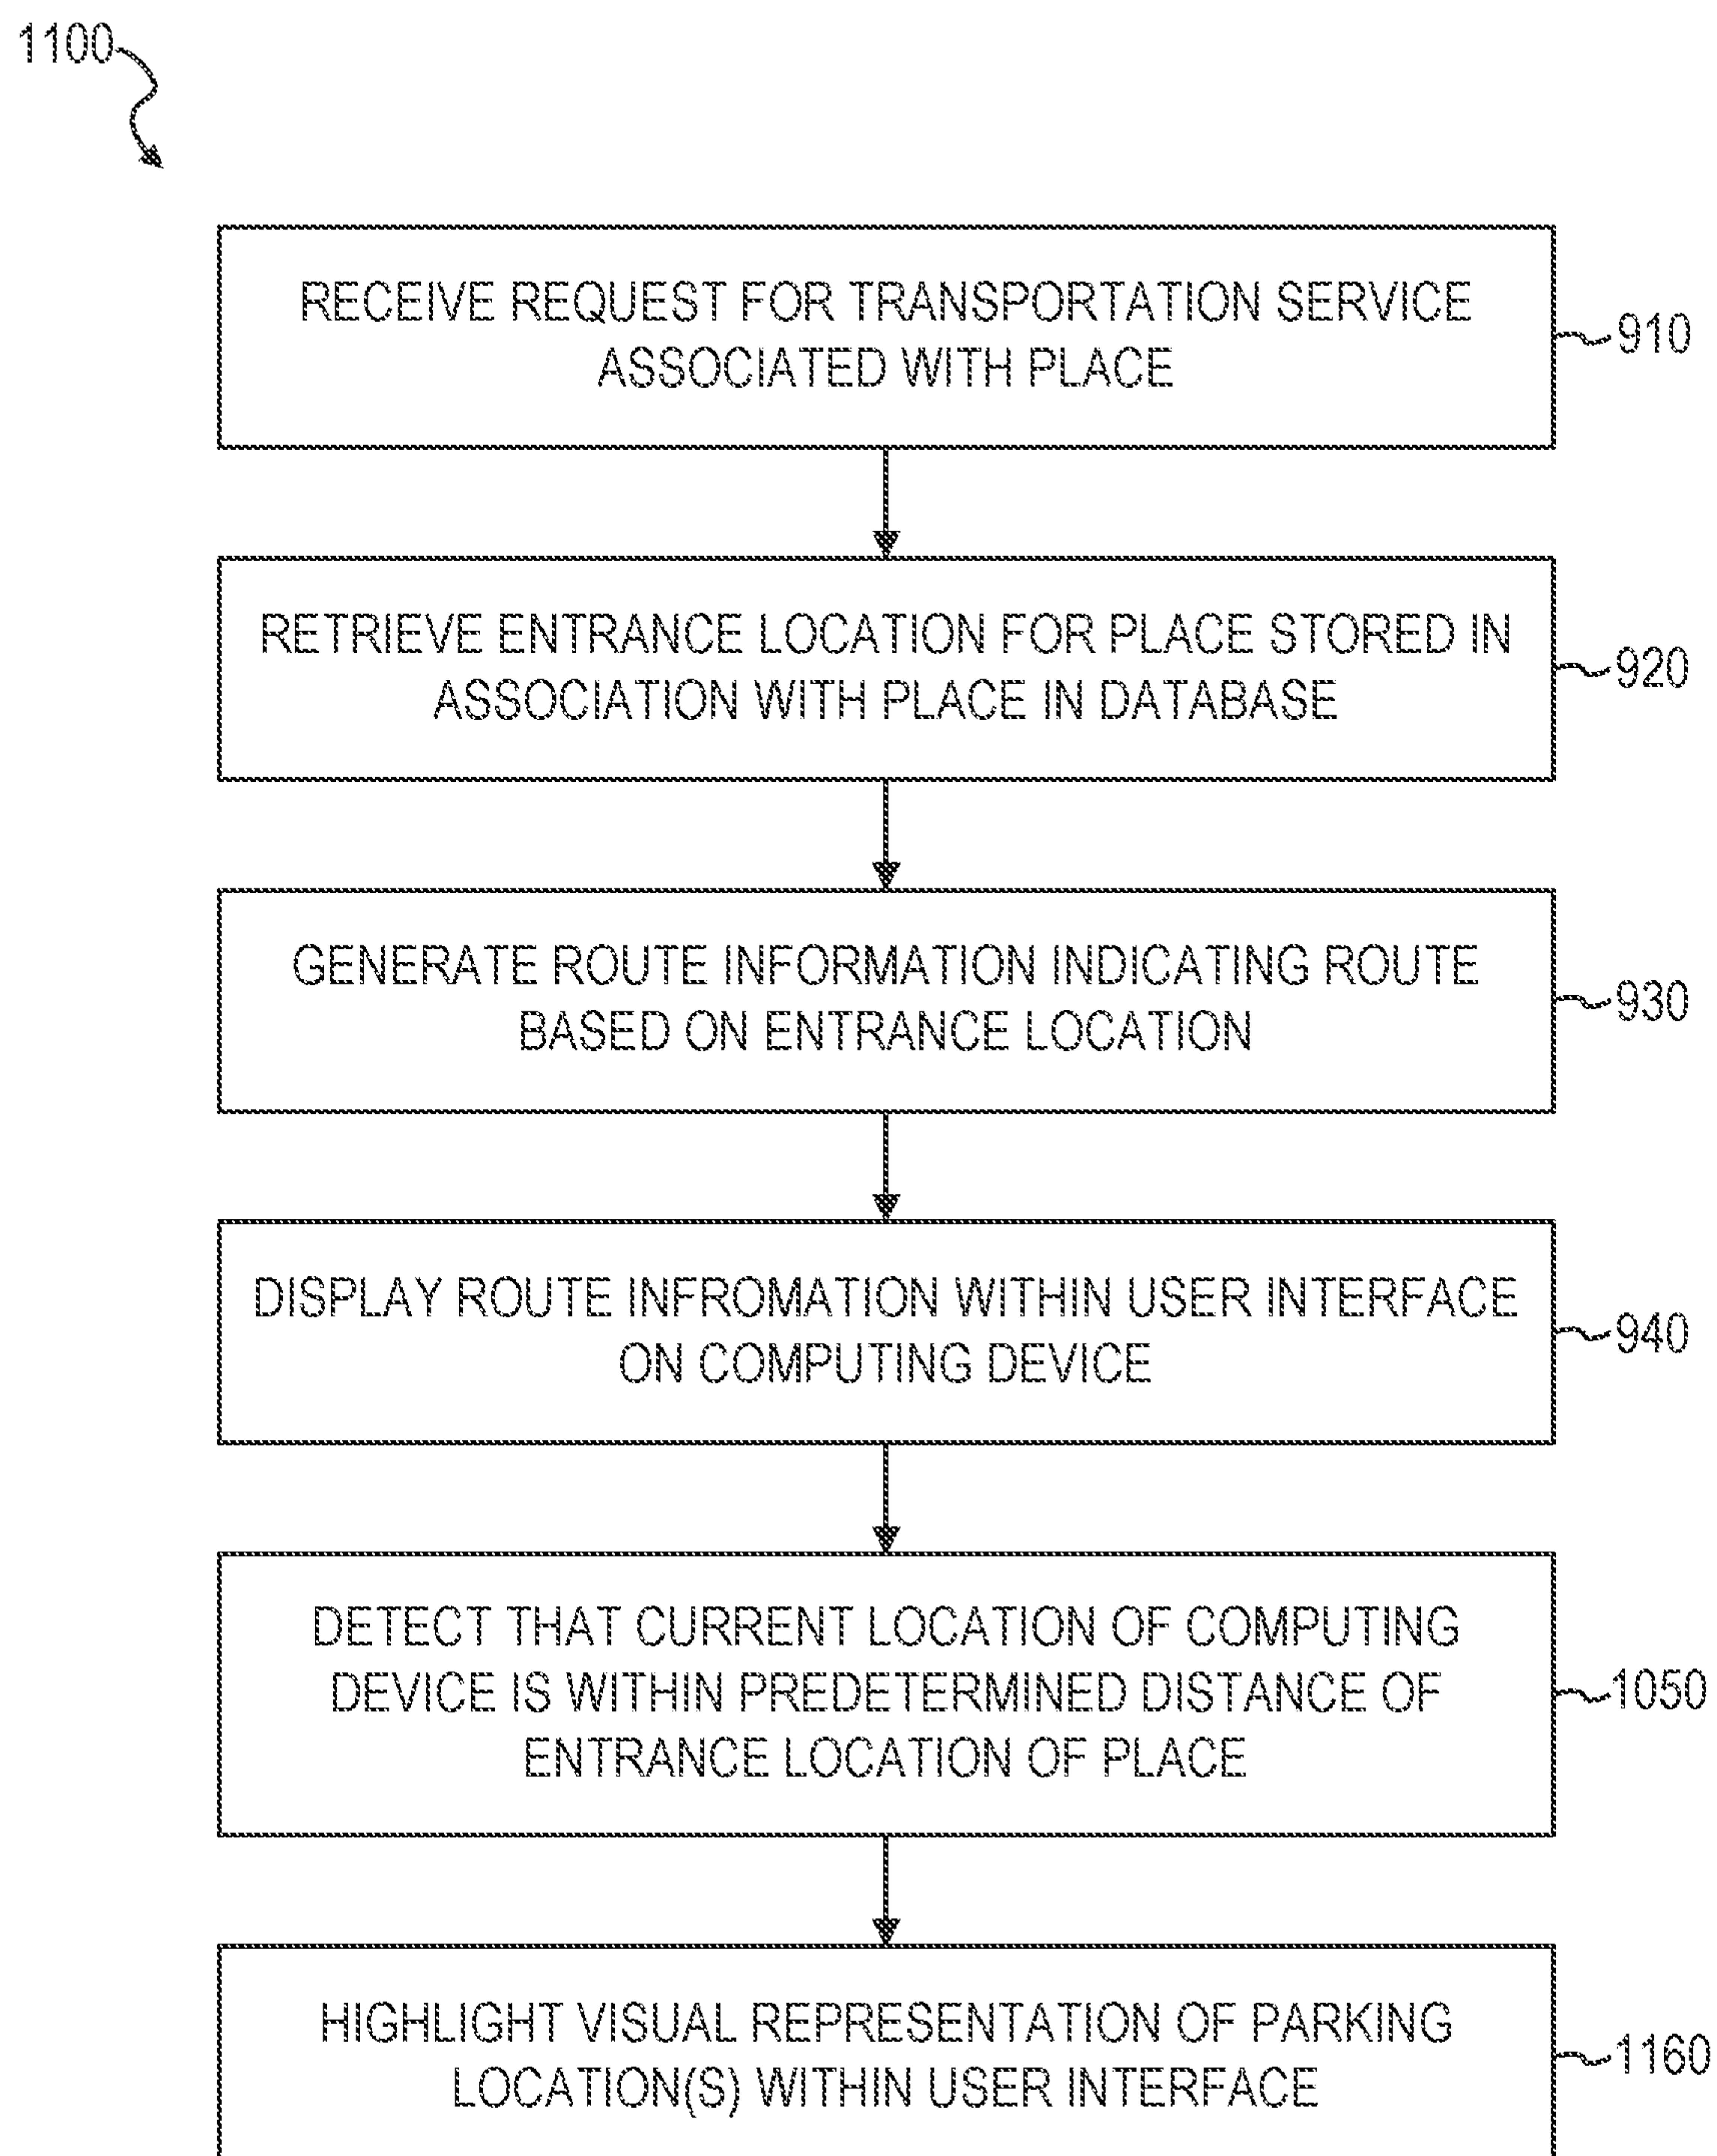 1100
RECEIVE REQUEST FOR TRANSPORTATION SERVICE
ASSOCIATED WITH PLACE
910
RETRIEVE ENTRANCE LOCATION FOR PLACE STORED IN
ASSOCIATION WITH PLACE IN DATABASE
920
GENERATE ROUTE INFORMATION INDICATING ROUTE
BASED ON ENTRANCE LOCATION
930
DISPLAY ROUTE INFROMATION WITHIN USER INTERFACE
ON COMPUTING DEVICE
940
DETECT THAT CURRENT LOCATION OF COMPUTING
DEVICE IS WITHIN PREDETERMINED DISTANCE OF
ENTRANCE LOCATION OF PLACE
1050
HIGHLIGHT VISUAL REPRESENTATION OF PARKING
LOCATION(S) WITHIN USER INTERFACE
1160